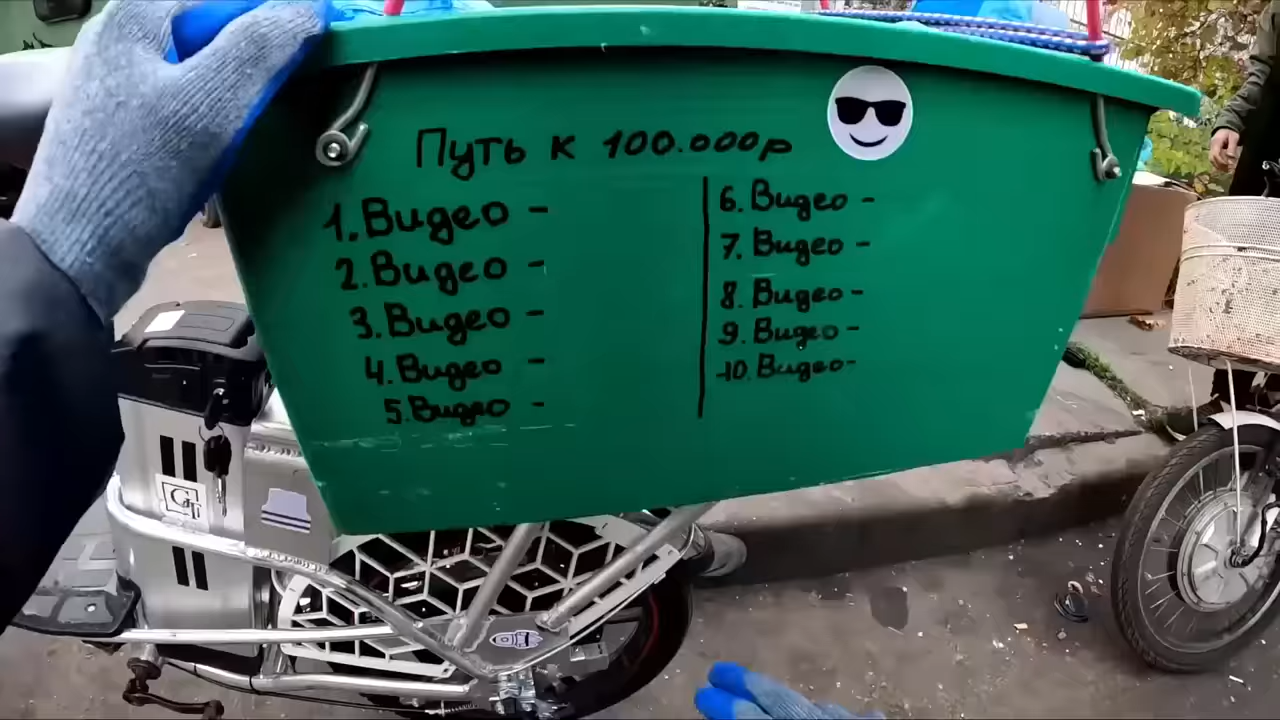 Путь к 100.000р
1. Видео -
2. Видео -
3. Видео -
4. Видео -
5. Видео -
6. Видео -
7. Видео -
8. Видео -
9. Видео -
10. Видео -
GT